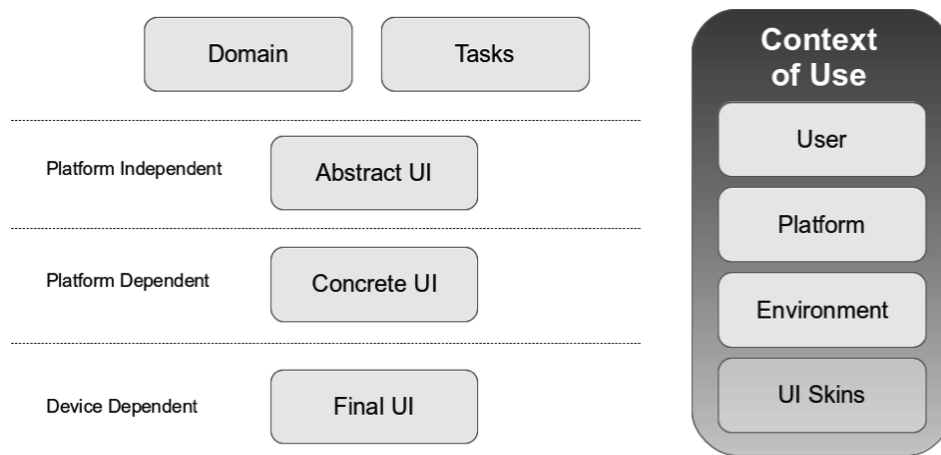 Domain
Tasks
Platform Independent
Abstract UI
Platform Dependent
Concrete UI
Device Dependent
Final UI
Context
of Use
User
Platform
Environment
UI Skins